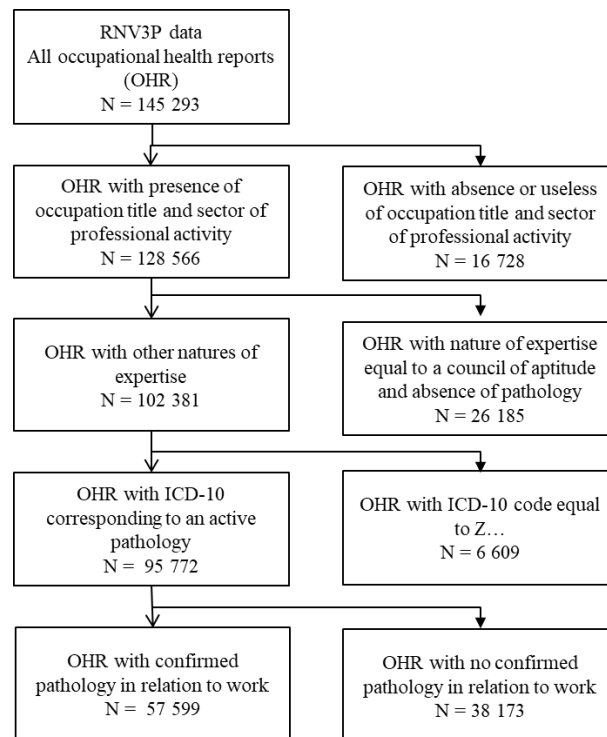 RNV3P data
All occupational health reports
(OHR)
N = 145 293
OHR with presence of
occupation title and sector of
professional activity
N = 128 566
OHR with absence or useless
of occupation title and sector
of professional activity
N = 16 728
OHR with other natures of
expertise
N = 102 381
OHR with nature of expertise
equal to a council of aptitude
and absence of pathology
N = 26 185
OHR with ICD-10
corresponding to an active
pathology
N = 95 772
OHR with ICD-10 code equal
to Z…
N = 6 609
OHR with confirmed
pathology in relation to work
N = 57 599
OHR with no confirmed
pathology in relation to work
N = 38 173